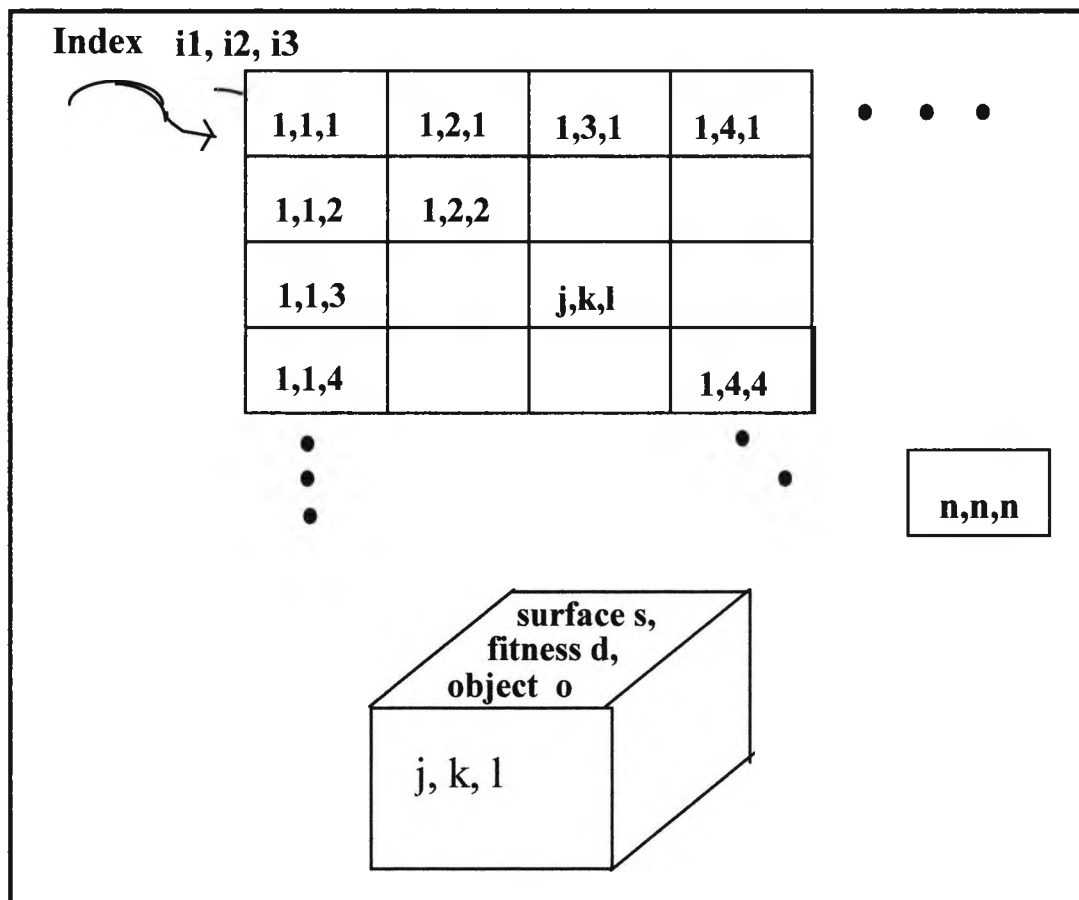 Index i1, i2, i3
1,1,1 1,2,1 1,3,1 1,4,1
1,1,2 1,2,2
1,1,3 j,k,l
1,1,4 1,4,4
n,n,n
surface s,
fitness d,
object o
j, k, l